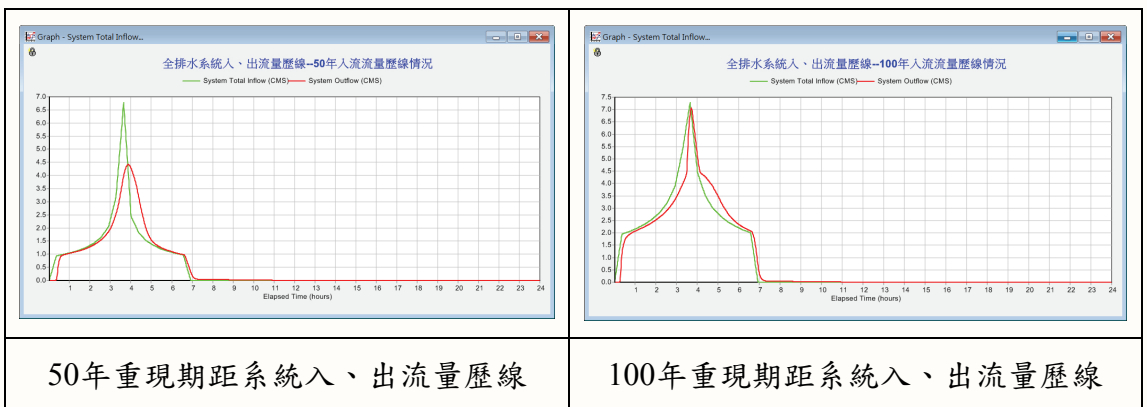 Graph - System Total Inflow...
全排水系統入、出流量歷線--50年入流流量歷線情況
System Total Inflow (CMS) System Outflow (CMS)
7.0
6.5
6.0
5.5
5.0
4.5
4.0
3.5
3.0
2.5
2.0
1.5
1.0
0.5
0.0
1 2 3 4 5 6 7 8 9 10 11 12 13 14 15 16 17 18 19 20 21 22 23 24
Elapsed Time (hours)
50年重現期距系統入、出流量歷線
Graph - System Total Inflow...
全排水系統入、出流量歷線--100年入流流量歷線情況
System Total Inflow (CMS) System Outflow (CMS)
7.5
7.0
6.5
6.0
5.5
5.0
4.5
4.0
3.5
3.0
2.5
2.0
1.5
1.0
0.5
0.0
1 2 3 4 5 6 7 8 9 10 11 12 13 14 15 16 17 18 19 20 21 22 23 24
Elapsed Time (hours)
100年重現期距系統入、出流量歷線